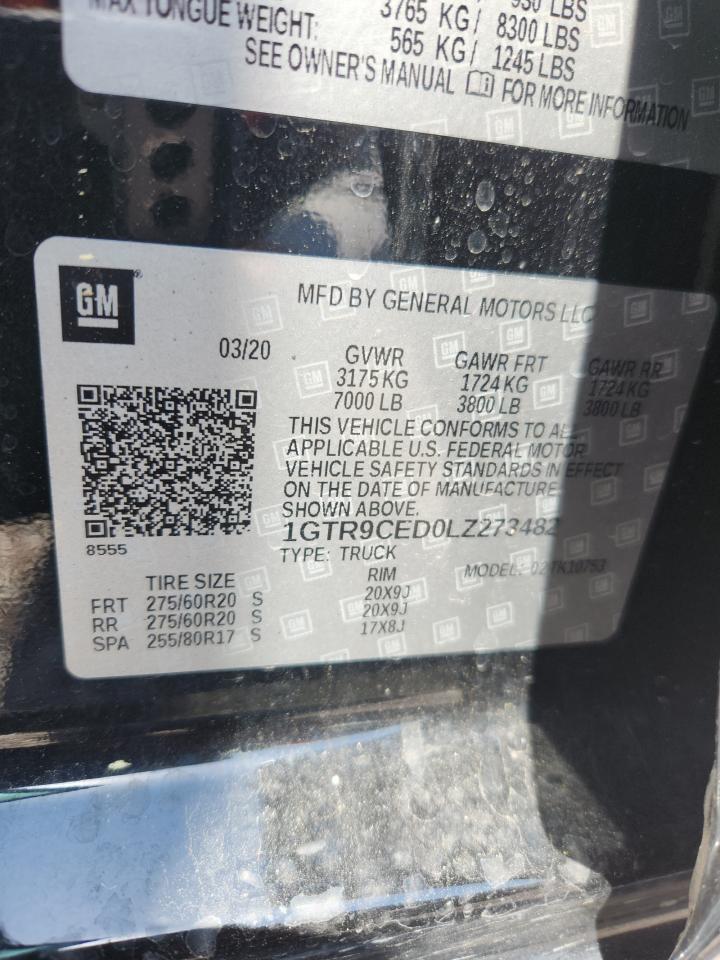 930 LBS
3765 KG / 8300 LBS
MAX TONGUE WEIGHT: 565 KG / 1245 LBS
SEE OWNER'S MANUAL FOR MORE INFORMATION
GM
MFD BY GENERAL MOTORS LLC
03/20
GVWR GAWR FRT GAWR RR
3175 KG 1724 KG 1724 KG
7000 LB 3800 LB 3800 LB
THIS VEHICLE CONFORMS TO ALL
APPLICABLE U.S. FEDERAL MOTOR
VEHICLE SAFETY STANDARDS IN EFFECT
ON THE DATE OF MANUFACTURE
SHOWN ABOVE.
1GTR9CED0LZ273482
8555
TYPE: TRUCK MODEL: 02TK10753
TIRE SIZE RIM
FRT 275/60R20 S 20X9J
RR 275/60R20 S 20X9J
SPA 255/80R17 S 17X8J